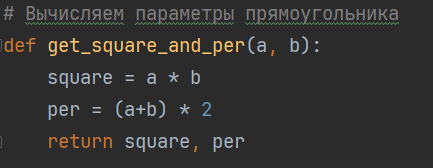 # Вычисляем параметры прямоугольника
def get_square_and_per(a, b):
    square = a * b
    per = (a+b) * 2
    return square, per